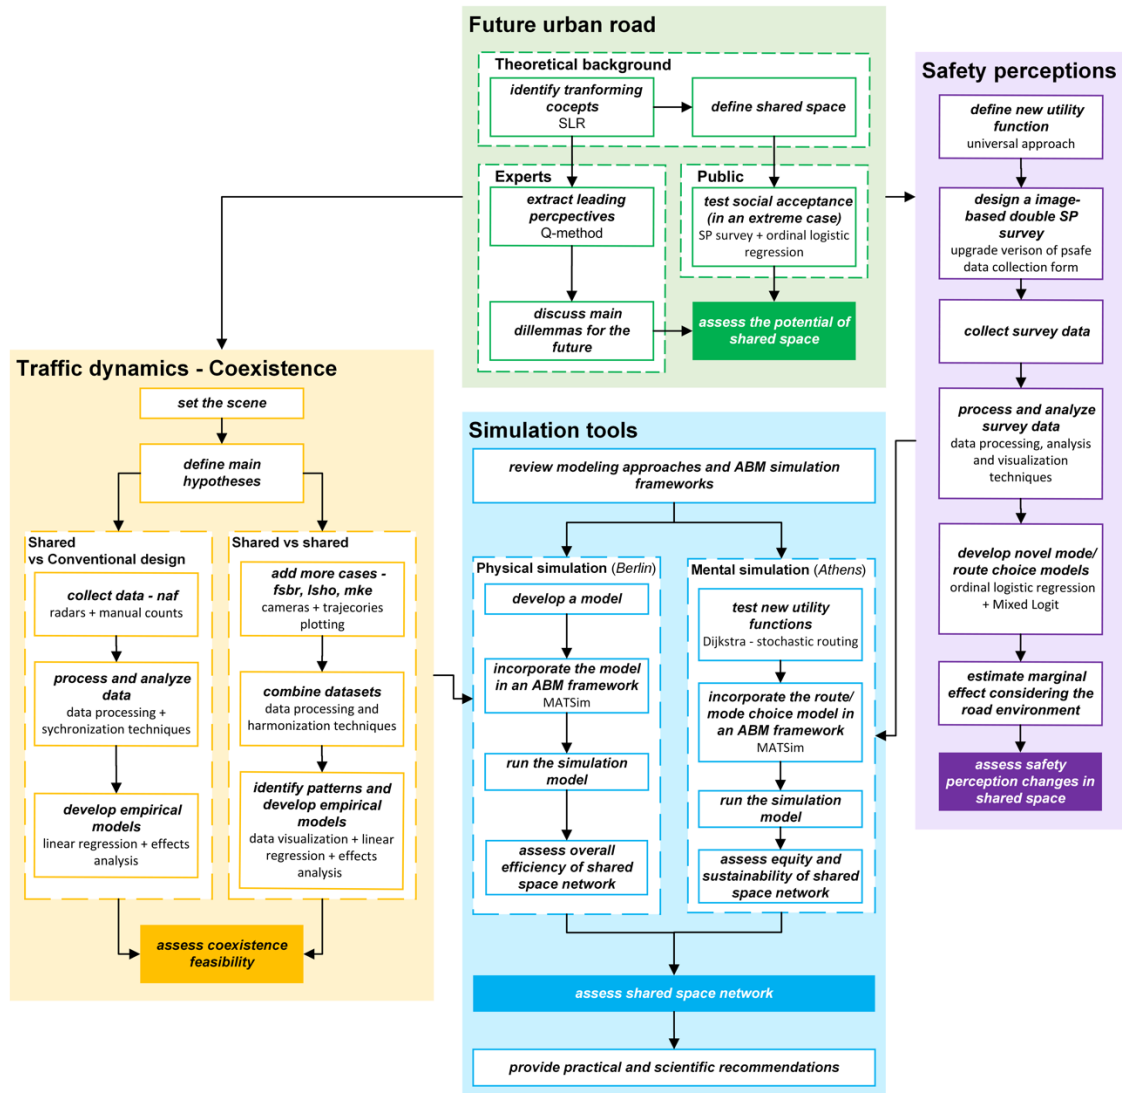 Future urban road
Theoretical background
identify tranforming
cocepts
SLR
define shared space
Experts
extract leading
percpectives
Q-method
discuss main
dillemmas for the
future
Public
test social acceptance
(in an extreme case)
SP survey + ordinal logistic
regression
assess the potential of
shared space
Safety perceptions
define new utility
function
universal approach
design a image-
based double SP
survey
upgrade verison of psafe
data collection form
collect survey data
process and analyze
survey data
data processing, analysis
and visualization
techniques
develop novel mode/
route choice models
ordinal logistic regression
+ Mixed Logit
estimate marginal
effect considering the
road environment
assess safety
perception changes in
shared space
Traffic dynamics - Coexistence
set the scene
define main
hypotheses
Shared
vs Conventional design
collect data - naf
radars + manual counts
process and analyze
data
data processing +
sychronization techniques
develop empirical
models
linear regression + effects
analysis
Shared vs shared
add more cases -
fsbr, lsho, mke
cameras + trajecories
plotting
combine datasets
data processing and
harmonization techniques
identify patterns and
develop empirical
models
data visualization + linear
regression + effects
analysis
assess coexistence
feasibility
Simulation tools
review modeling approaches and ABM simulation
frameworks
Physical simulation (Berlin)
develop a model
incorporate the model
in an ABM framework
MATSim
run the simulation
model
assess overall
efficiency of shared
space network
Mental simulation (Athens)
test new utility
functions
Dijkstra - stochastic routing
incorporate the route/
mode choice model in
an ABM framework
MATSim
run the simulation
model
assess equity and
sustainability of shared
space network
assess shared space network
provide practical and scientific recommendations